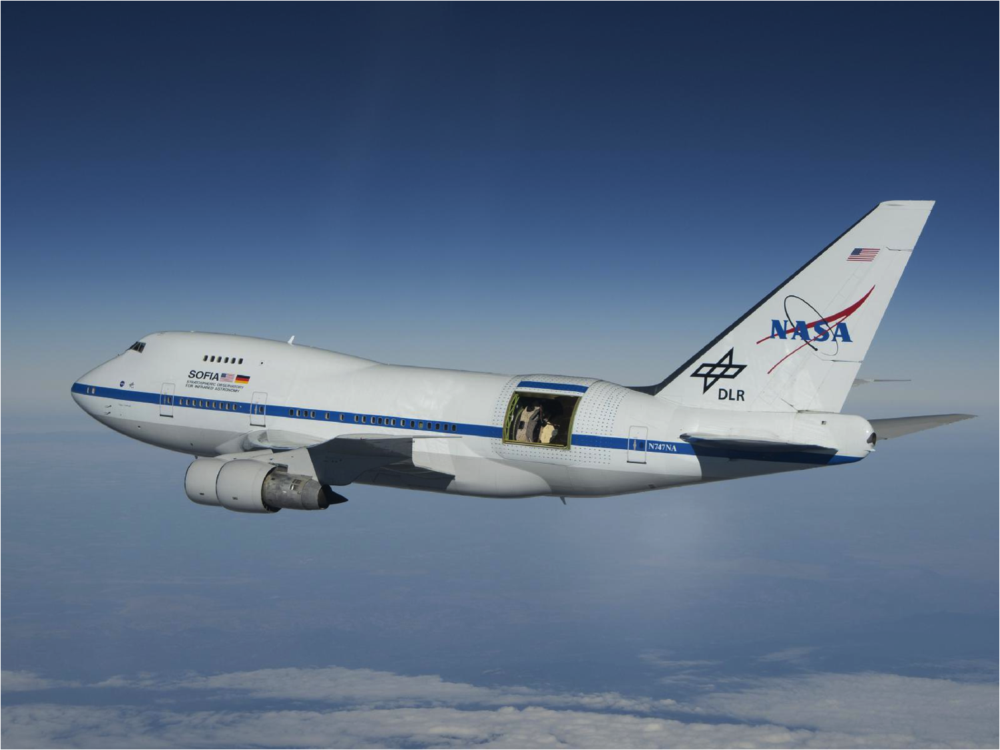 SOFIA
STRATOSPHERIC OBSERVATORY
FOR INFRARED ASTRONOMY
N747NA
NASA
DLR